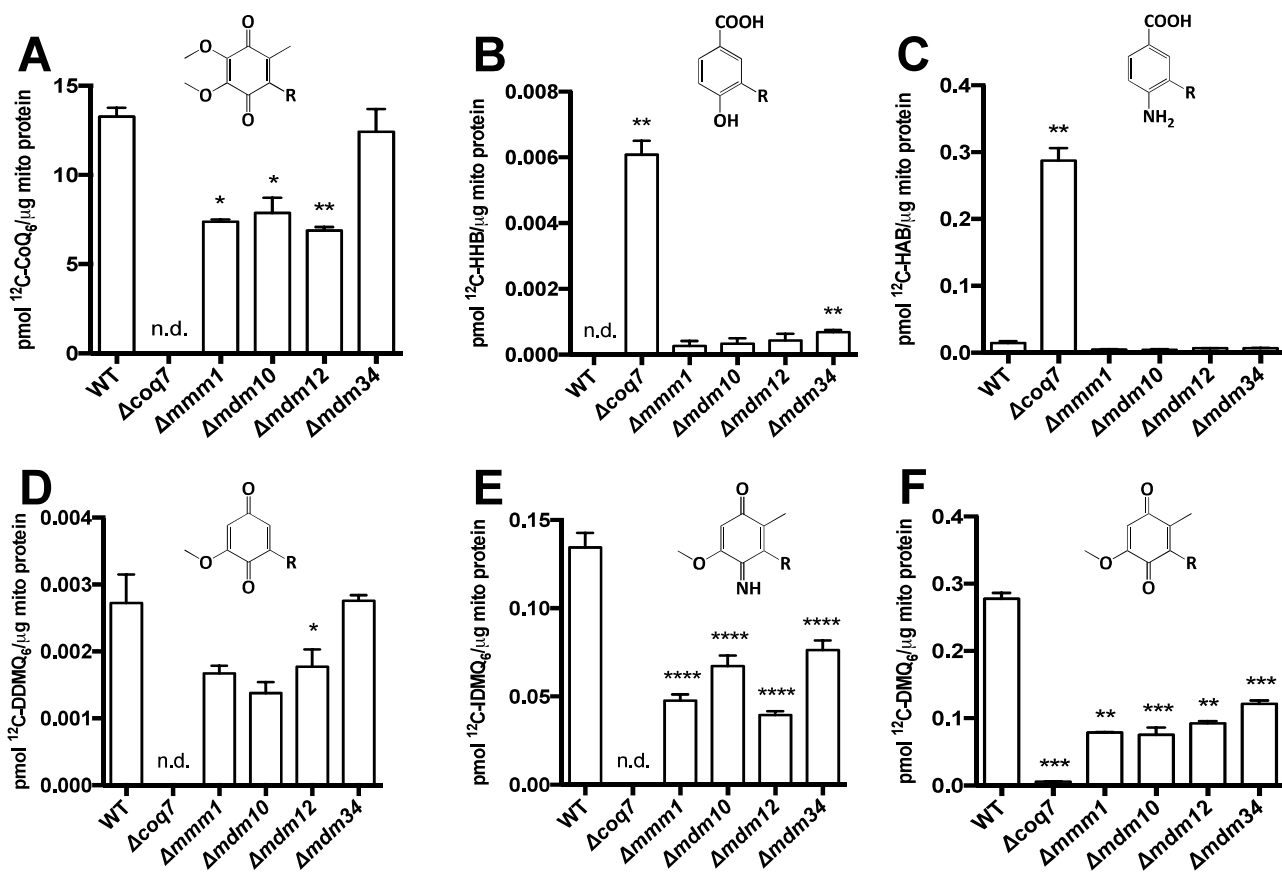 A
O
O
O
R
O
pmol ¹²C-CoQ₆/µg mito protein
15
10
5
0
*
*
**
n.d.
WT
Δcoq7
Δmmm1
Δmdm10
Δmdm12
Δmdm34
B
COOH
R
OH
pmol ¹²C-HHB/µg mito protein
0.008
0.006
0.004
0.002
0.000
**
**
n.d.
WT
Δcoq7
Δmmm1
Δmdm10
Δmdm12
Δmdm34
C
COOH
R
NH₂
pmol ¹²C-HAB/µg mito protein
0.4
0.3
0.2
0.1
0.0
**
WT
Δcoq7
Δmmm1
Δmdm10
Δmdm12
Δmdm34
D
O
O
R
O
pmol ¹²C-DDMQ₆/µg mito protein
0.004
0.003
0.002
0.001
0.000
*
n.d.
WT
Δcoq7
Δmmm1
Δmdm10
Δmdm12
Δmdm34
E
O
O
R
NH
pmol ¹²C-IDMQ₆/µg mito protein
0.15
0.10
0.05
0.00
****
****
****
****
n.d.
WT
Δcoq7
Δmmm1
Δmdm10
Δmdm12
Δmdm34
F
O
O
R
O
pmol ¹²C-DMQ₆/µg mito protein
0.4
0.3
0.2
0.1
0.0
***
**
***
**
***
WT
Δcoq7
Δmmm1
Δmdm10
Δmdm12
Δmdm34